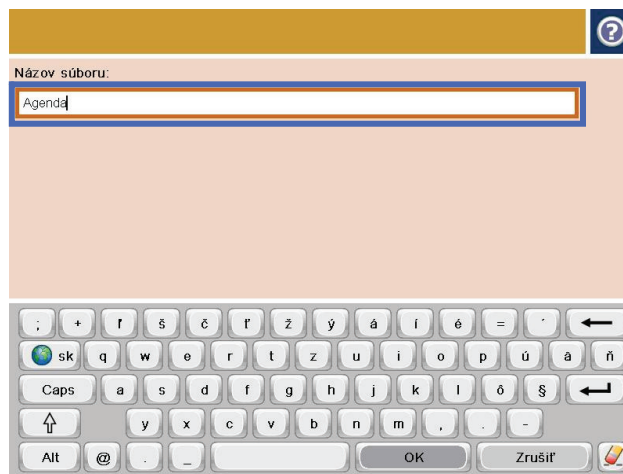 ?
Názov súboru:
Agenda
; + ľ š č ť ž ý á í é = ´
sk q w e r t z u i o p ú ä ň
Caps a s d f g h j k l ô §
y x c v b n m , . -
Alt @ . _ OK Zrušiť